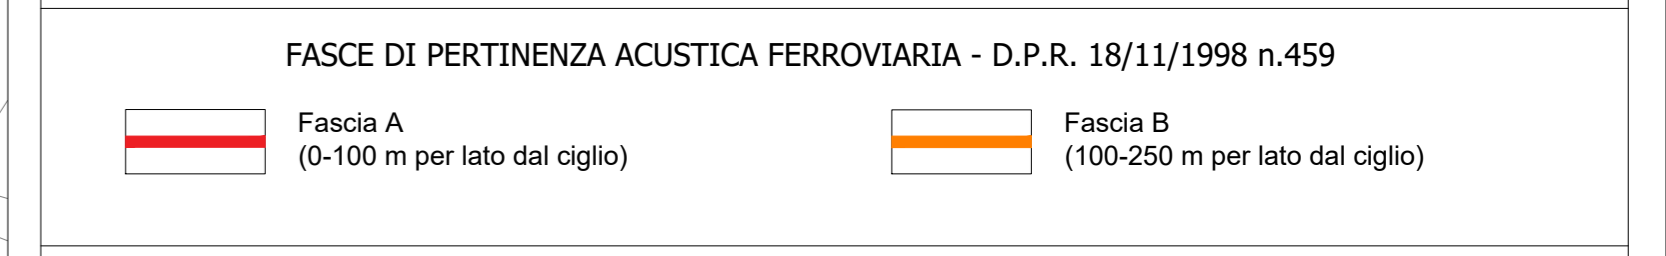 FASCE DI PERTINENZA ACUSTICA FERROVIARIA - D.P.R. 18/11/1998 n.459
Fascia A
(0-100 m per lato dal ciglio)
Fascia B
(100-250 m per lato dal ciglio)